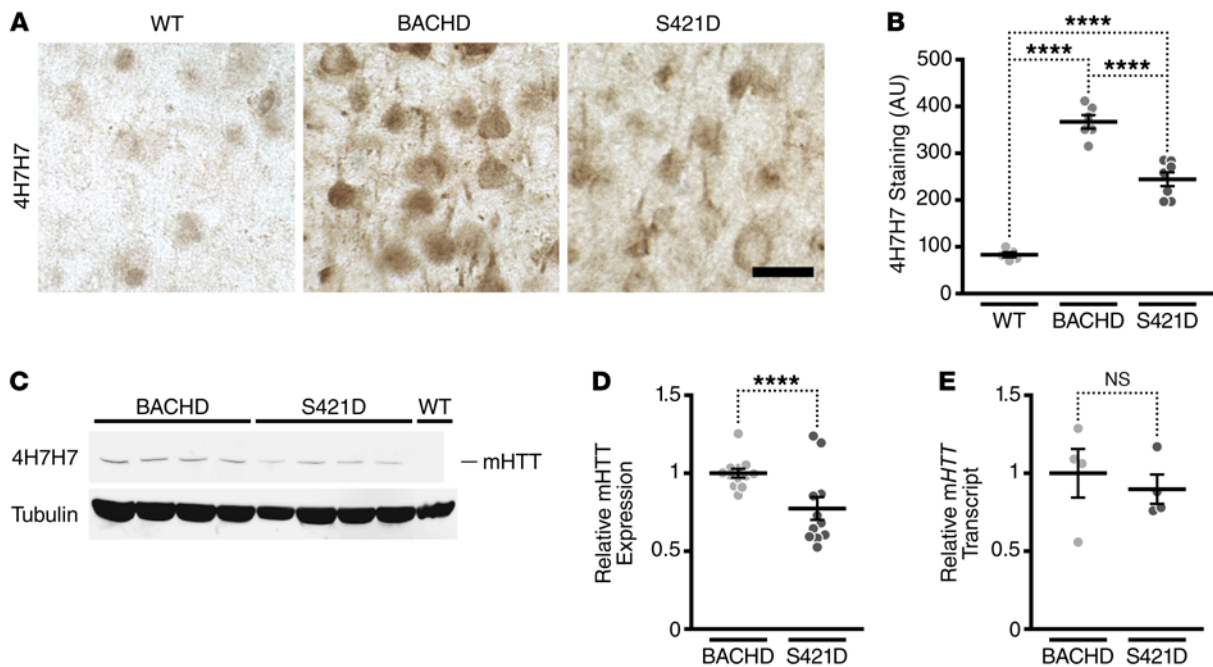 A
WT
BACHD
S421D
4H7H7
B
4H7H7 Staining (AU)
500
400
300
200
100
0
****
****
****
WT
BACHD
S421D
C
BACHD
S421D
WT
4H7H7
mHTT
Tubulin
D
Relative mHTT
Expression
1.5
1
0.5
0
****
BACHD
S421D
E
Relative mHTT
Transcript
1.5
1
0.5
0
NS
BACHD
S421D